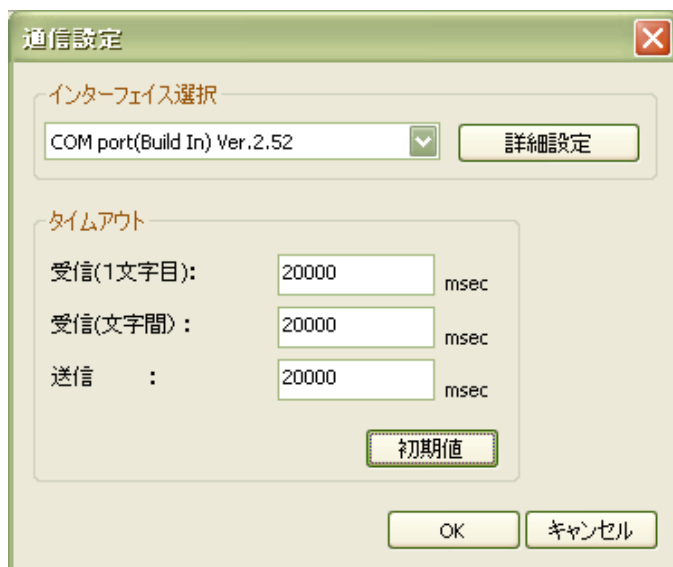 通信設定
インターフェイス選択
COM port(Build In) Ver.2.52
詳細設定
タイムアウト
受信(1文字目): 20000 msec
受信(文字間): 20000 msec
送信 : 20000 msec
初期値
OK キャンセル